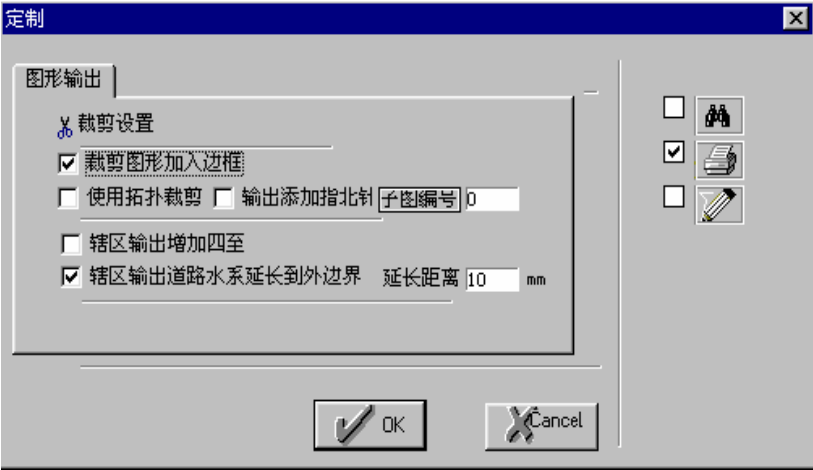 定制
图形输出
裁剪设置
裁剪图形加入边框
使用拓扑裁剪 输出添加指北针 子图编号 0
辖区输出增加四至
辖区输出道路水系延长到外边界 延长距离 10 mm
OK Cancel